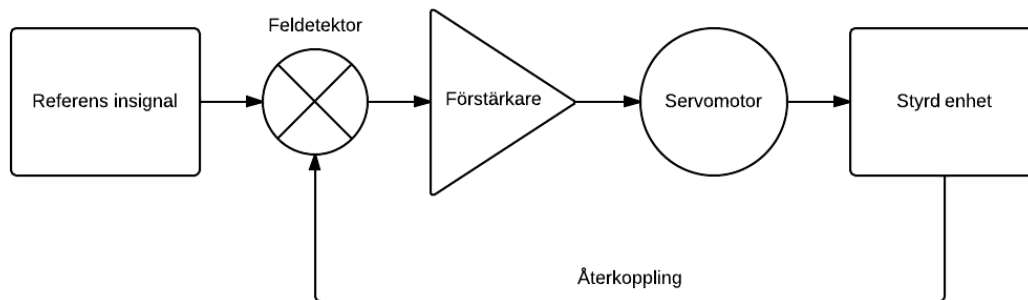 Feldetektor
Referens insignal
Förstärkare
Servomotor
Styrd enhet
Återkoppling